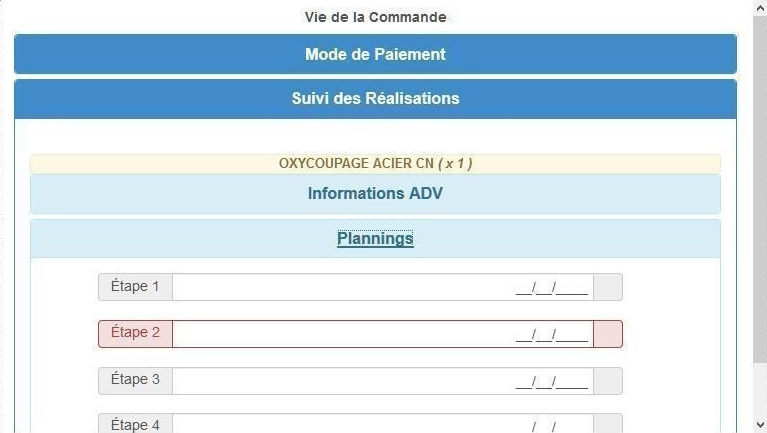 Vie de la Commande
Mode de Paiement
Suivi des Réalisations
OXYCOUPAGE ACIER CN ( x 1 )
Informations ADV
Plannings
Étape 1 __/__/____
Étape 2 __/__/____
Étape 3 __/__/____
Étape 4 / /